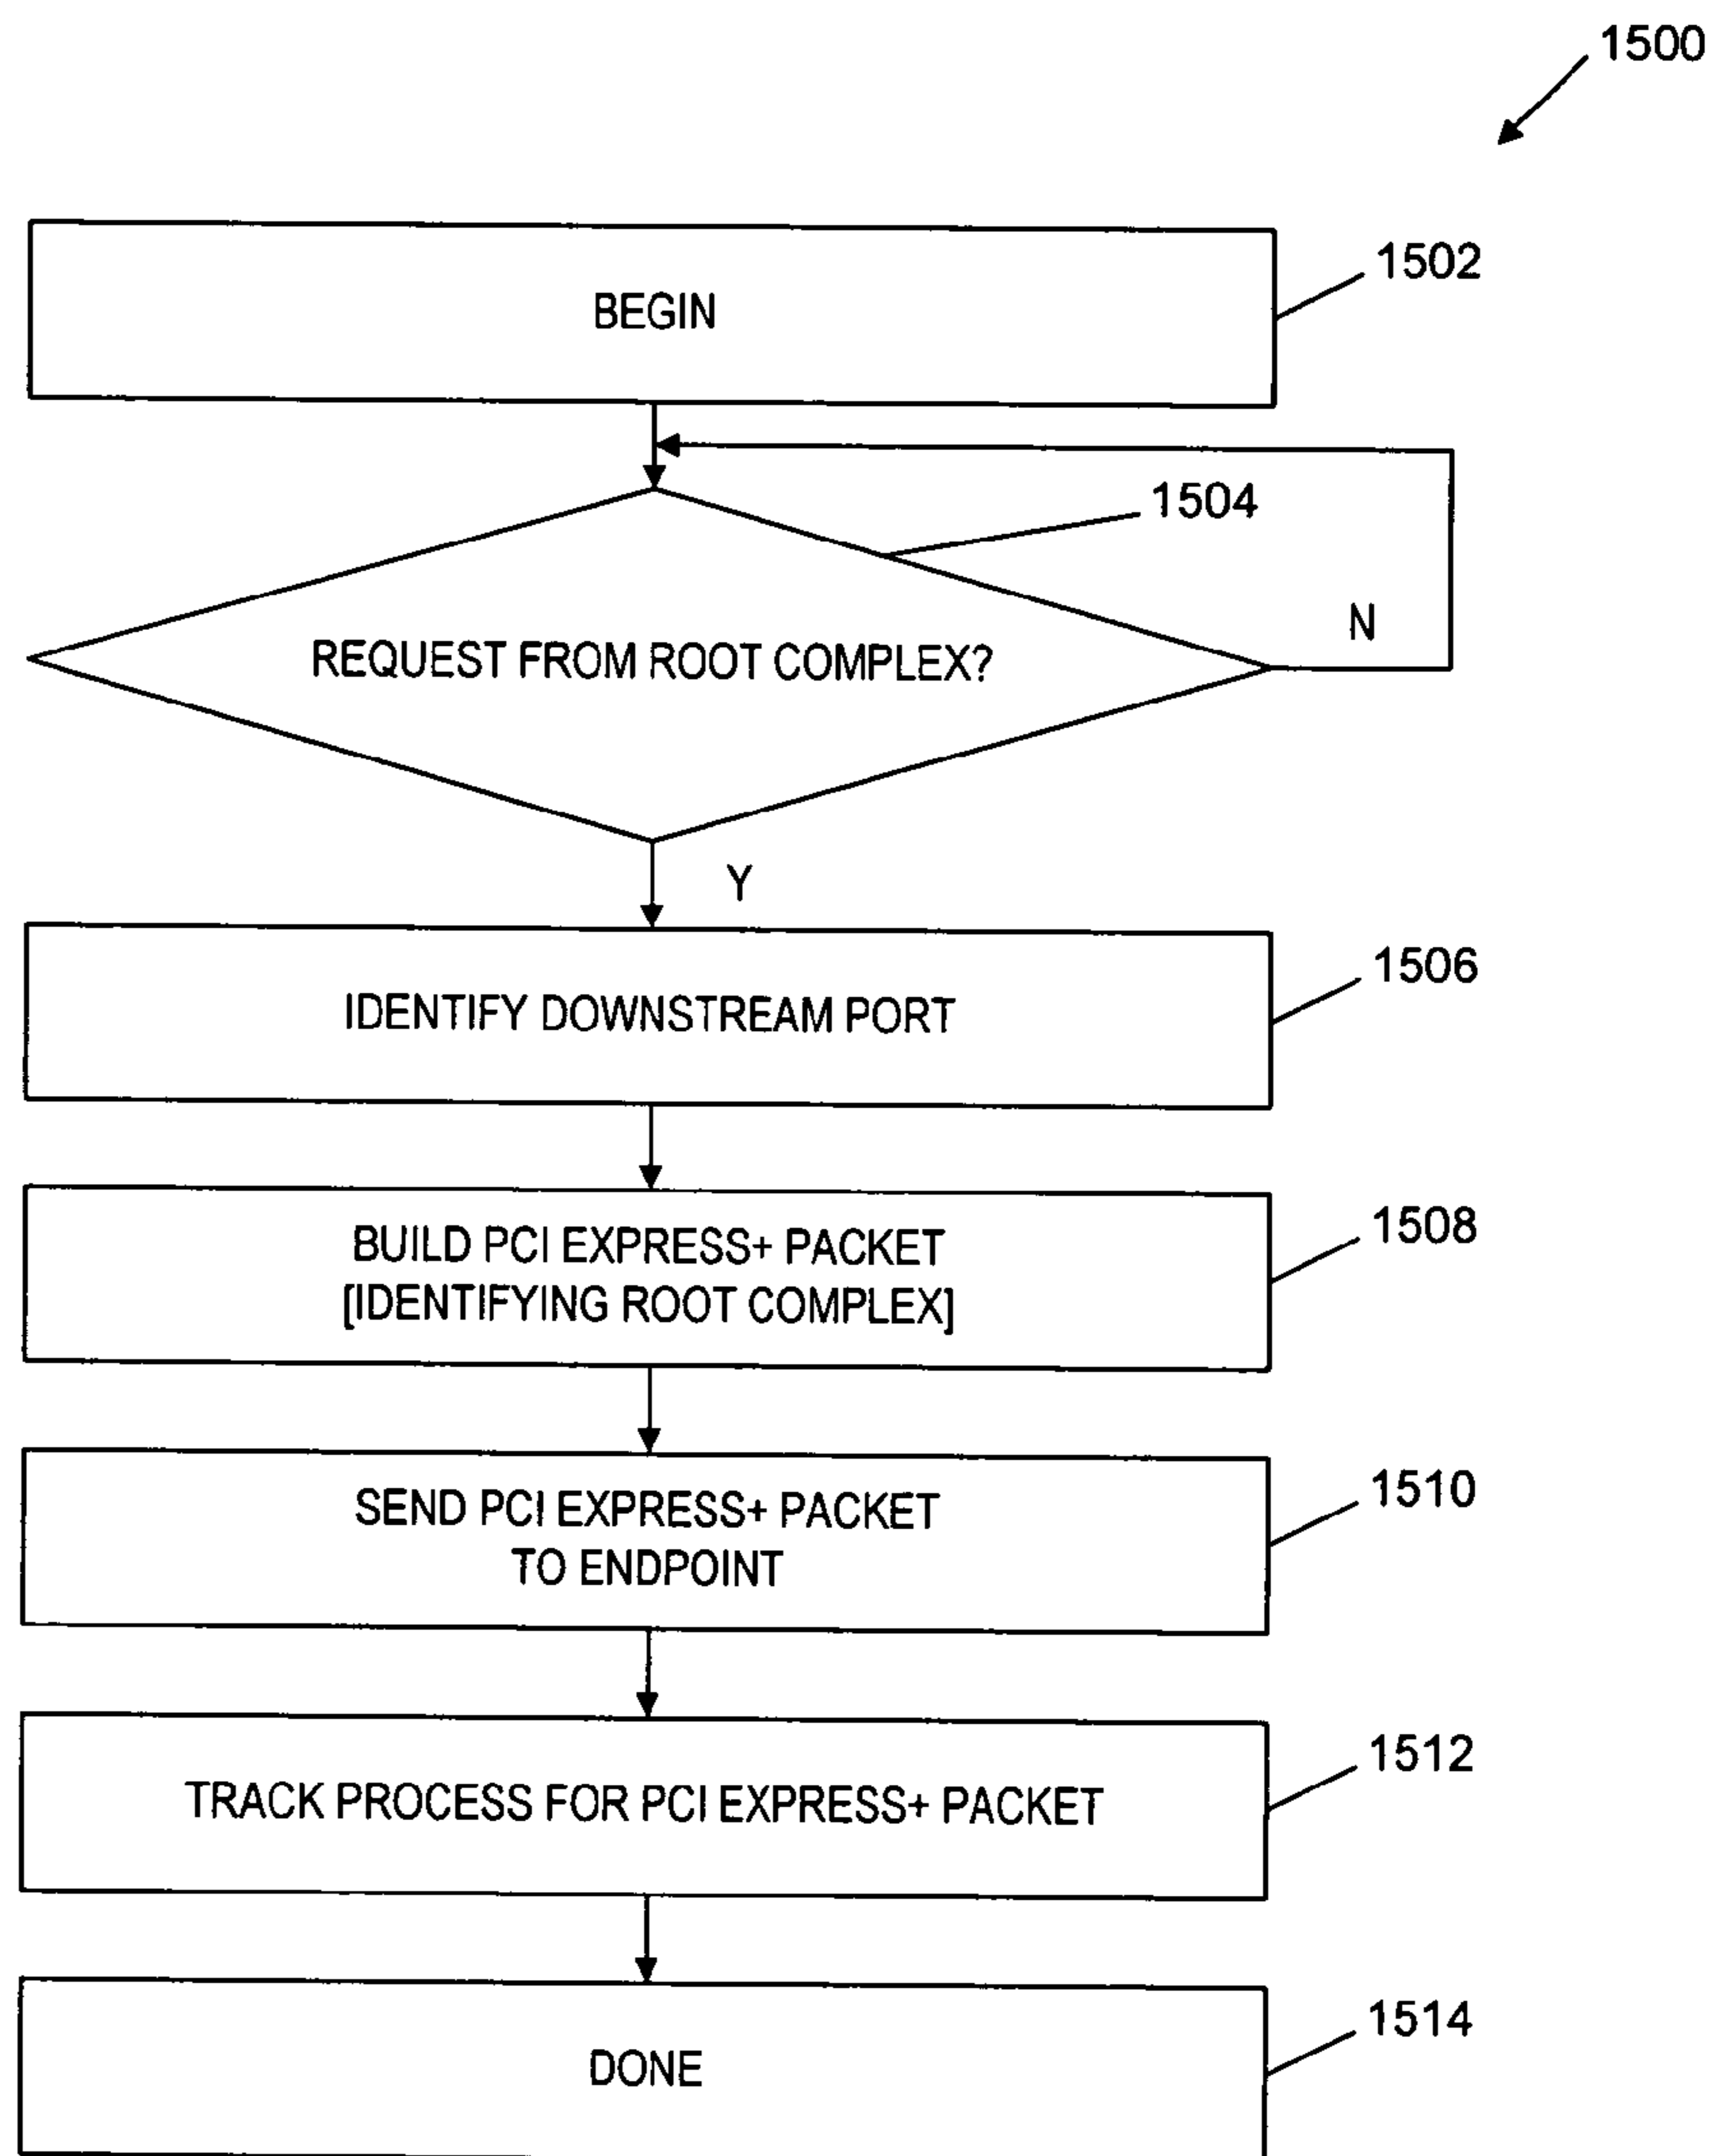 1500
BEGIN
1502
1504
REQUEST FROM ROOT COMPLEX?
N
Y
IDENTIFY DOWNSTREAM PORT
1506
BUILD PCI EXPRESS+ PACKET
[IDENTIFYING ROOT COMPLEX]
1508
SEND PCI EXPRESS+ PACKET
TO ENDPOINT
1510
TRACK PROCESS FOR PCI EXPRESS+ PACKET
1512
DONE
1514